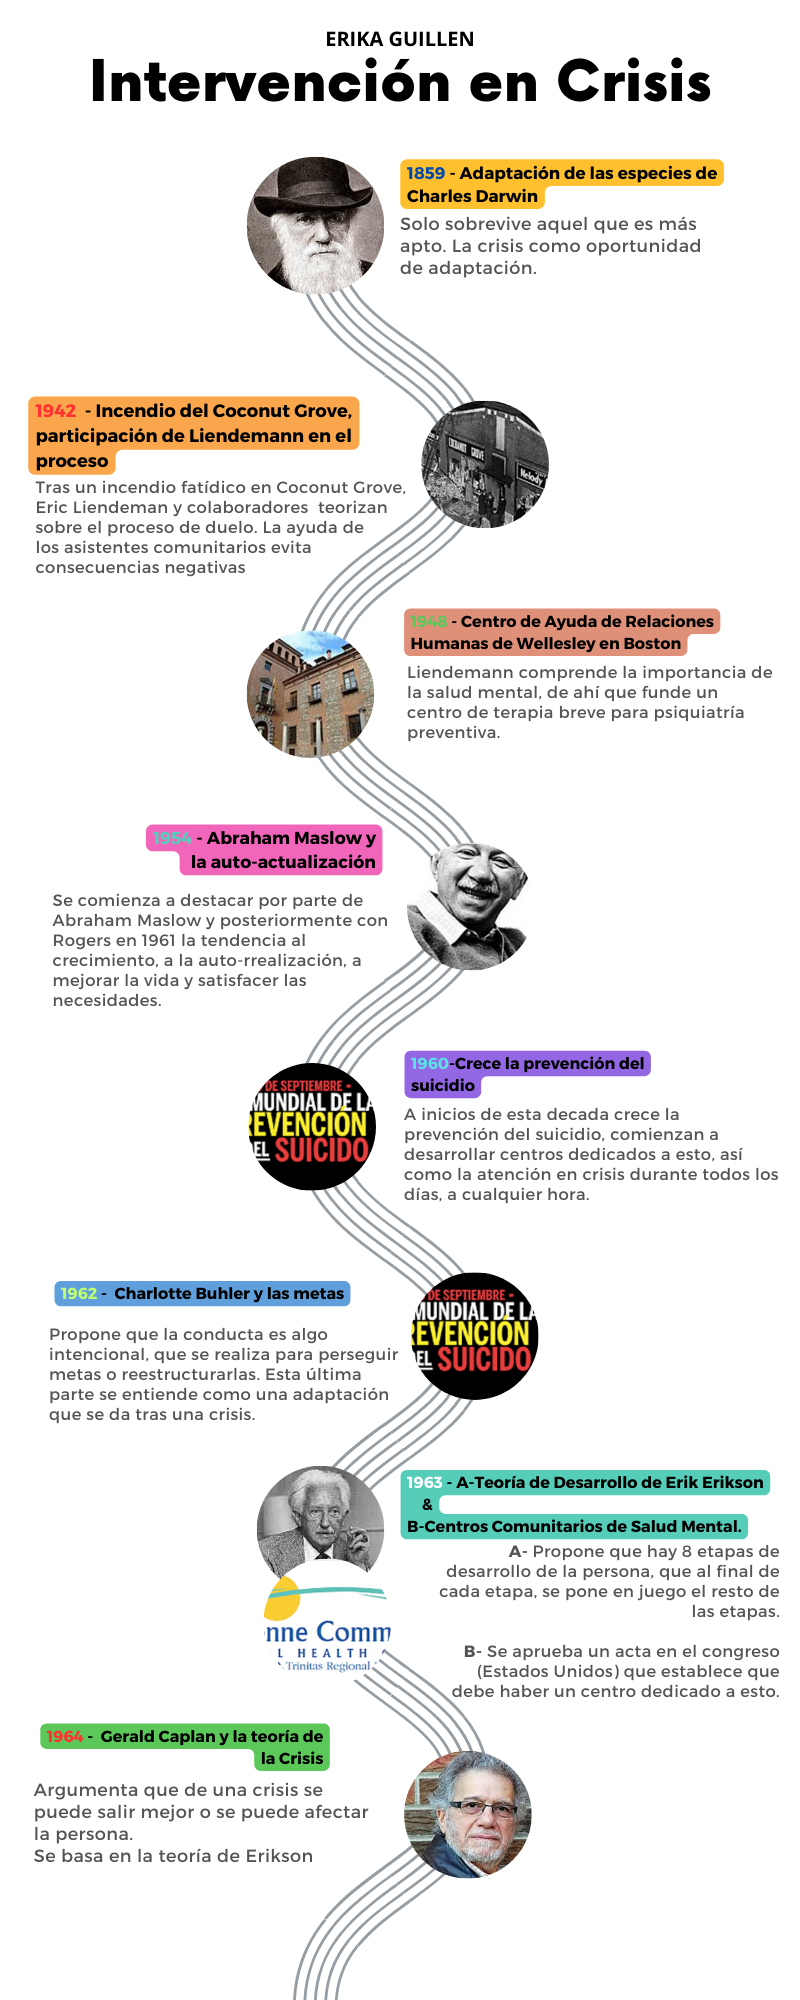 ERIKA GUILLEN
Intervención en Crisis
1859 - Adaptación de las especies de
Charles Darwin
Solo sobrevive aquel que es más
apto. La crisis como oportunidad
de adaptación.
1942 - Incendio del Coconut Grove,
participación de Liendemann en el
proceso
Tras un incendio fatídico en Coconut Grove,
Eric Liendeman y colaboradores teorizan
sobre el proceso de duelo. La ayuda de
los asistentes comunitarios evita
consecuencias negativas
COCOANUT GROVE
Melody
1948 - Centro de Ayuda de Relaciones
Humanas de Wellesley en Boston
Liendemann comprende la importancia de
la salud mental, de ahí que funde un
centro de terapia breve para psiquiatría
preventiva.
1954 - Abraham Maslow y
la auto-actualización
Se comienza a destacar por parte de
Abraham Maslow y posteriormente con
Rogers en 1961 la tendencia al
crecimiento, a la auto-rrealización, a
mejorar la vida y satisfacer las
necesidades.
DE SEPTIEMBRE -
MUNDIAL DE LA
REVENCIÓN
EL SUICIDO
1960-Crece la prevención del
suicidio
A inicios de esta decada crece la
prevención del suicidio, comienzan a
desarrollar centros dedicados a esto, así
como la atención en crisis durante todos los
días, a cualquier hora.
1962 - Charlotte Buhler y las metas
Propone que la conducta es algo
intencional, que se realiza para perseguir
metas o reestructurarlas. Esta última
parte se entiende como una adaptación
que se da tras una crisis.
DE SEPTIEMBRE -
MUNDIAL DE LA
REVENCIÓN
EL SUICIDO
1963 - A-Teoría de Desarrollo de Erik Erikson
&
B-Centros Comunitarios de Salud Mental.
A- Propone que hay 8 etapas de
desarrollo de la persona, que al final de
cada etapa, se pone en juego el resto de
las etapas.
B- Se aprueba un acta en el congreso
(Estados Unidos) que establece que
debe haber un centro dedicado a esto.
nne Comm
L HEALTH
Trinitas Regional
1964 - Gerald Caplan y la teoría de
la Crisis
Argumenta que de una crisis se
puede salir mejor o se puede afectar
la persona.
Se basa en la teoría de Erikson